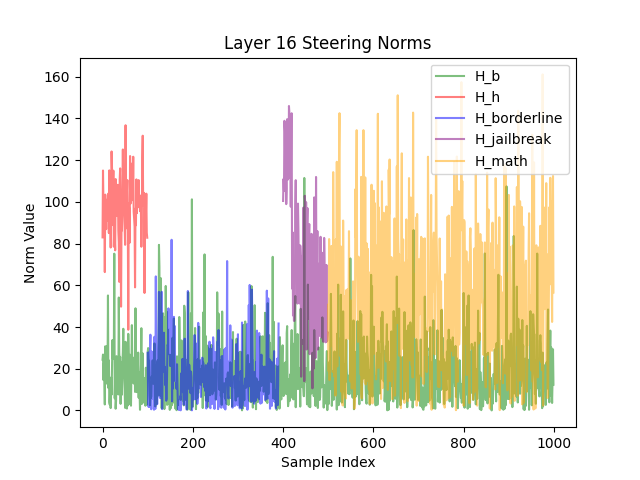 Layer 16 Steering Norms
Norm Value
160
140
120
100
80
60
40
20
0
H_b
H_h
H_borderline
H_jailbreak
H_math
0
200
400
600
800
1000
Sample Index